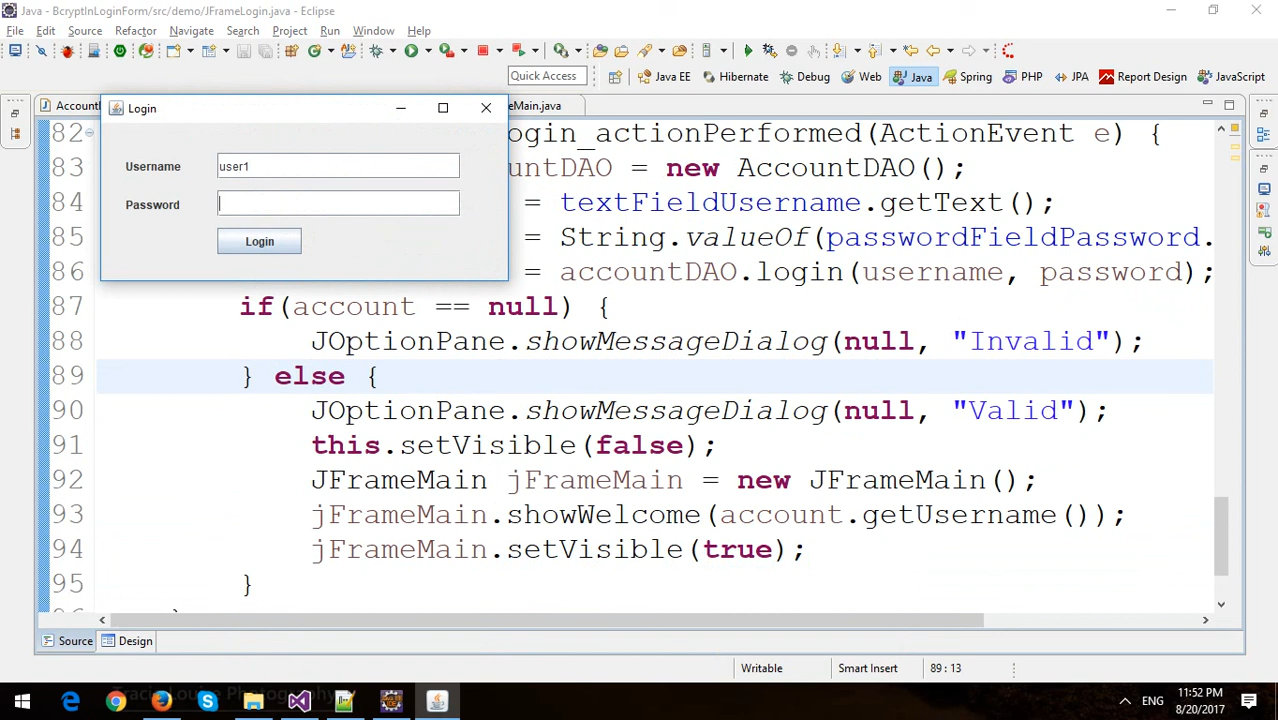 Java - BcryptInLoginForm/src/demo/JFrameLogin.java - Eclipse
File Edit Source Refactor Navigate Search Project Run Window Help
Quick Access Java EE Hibernate Debug Web Java Spring PHP JPA Report Design JavaScript
Login
Username user1
Password
Login
82 ogin_actionPerformed(ActionEvent e) {
83 untDAO = new AccountDAO();
84 = textFieldUsername.getText();
85 = String.valueOf(passwordFieldPassword.
86 = accountDAO.login(username, password);
87 if(account == null) {
88 JOptionPane.showMessageDialog(null, "Invalid");
89 } else {
90 JOptionPane.showMessageDialog(null, "Valid");
91 this.setVisible(false);
92 JFrameMain jFrameMain = new JFrameMain();
93 jFrameMain.showWelcome(account.getUsername());
94 jFrameMain.setVisible(true);
95 }
Source Design
Writable Smart Insert 89 : 13
ENG 11:52 PM
8/20/2017